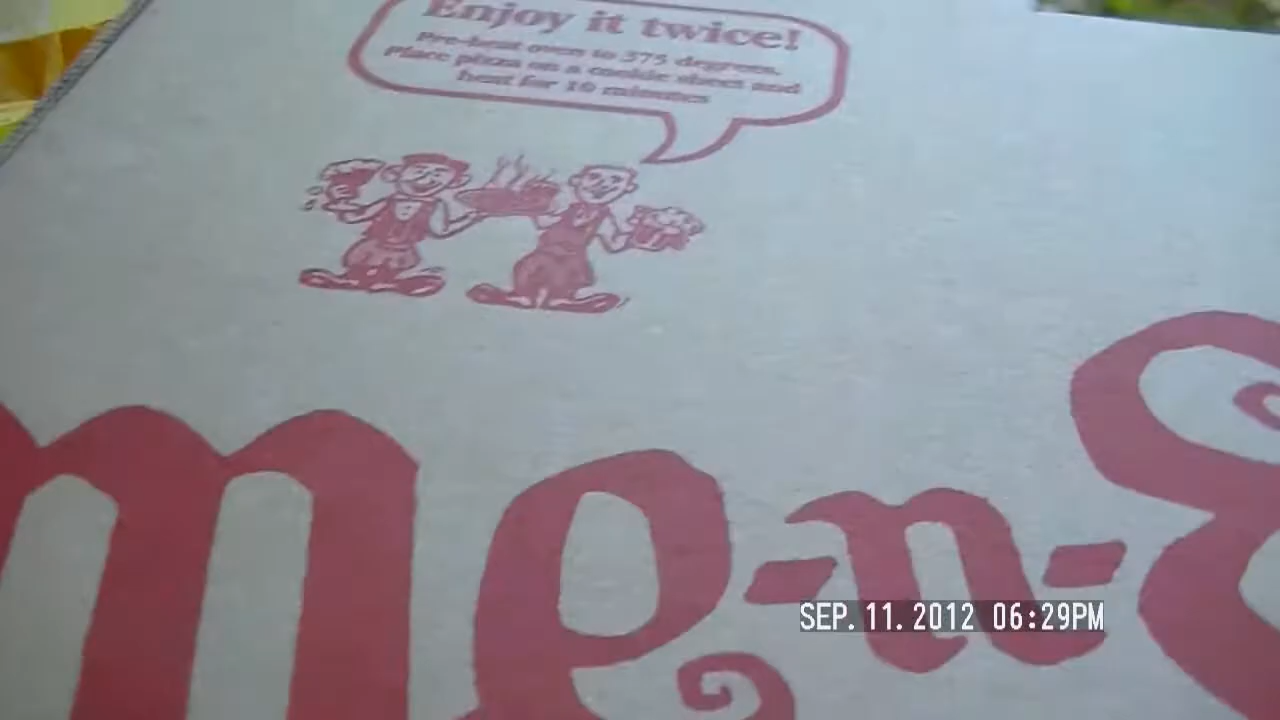 Enjoy it twice!
Pre-heat oven to 375 degrees.
Place pizza on a cookie sheet and
heat for 10 minutes
me-n-
SEP. 11. 2012 06:29PM